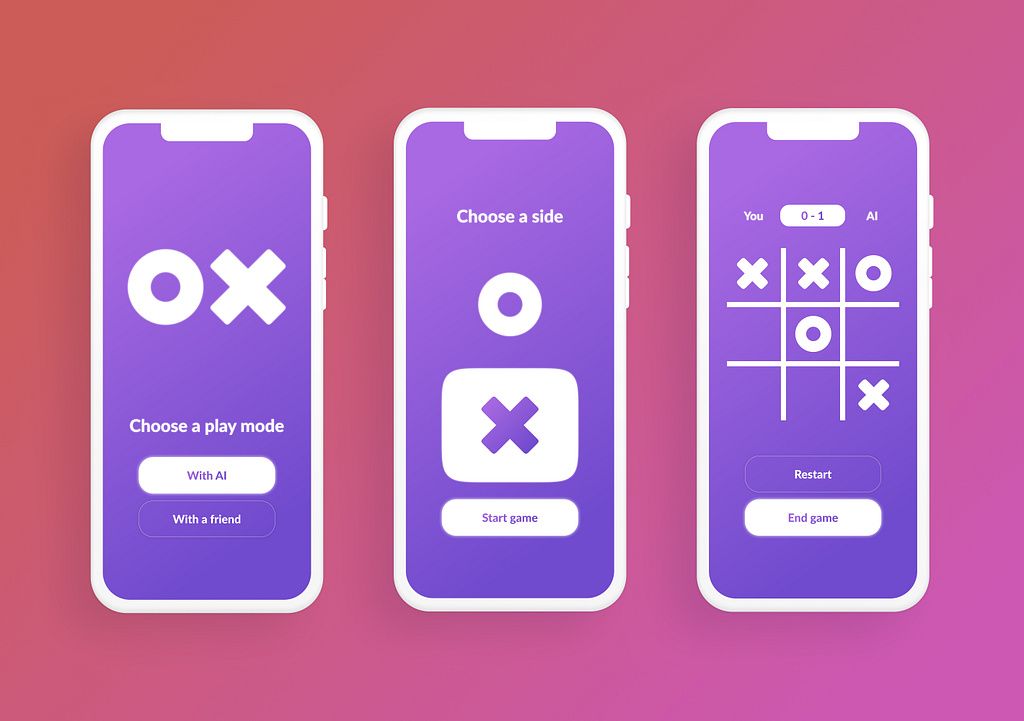 Choose a play mode
With AI
With a friend
Choose a side
Start game
You
0 - 1
AI
Restart
End game